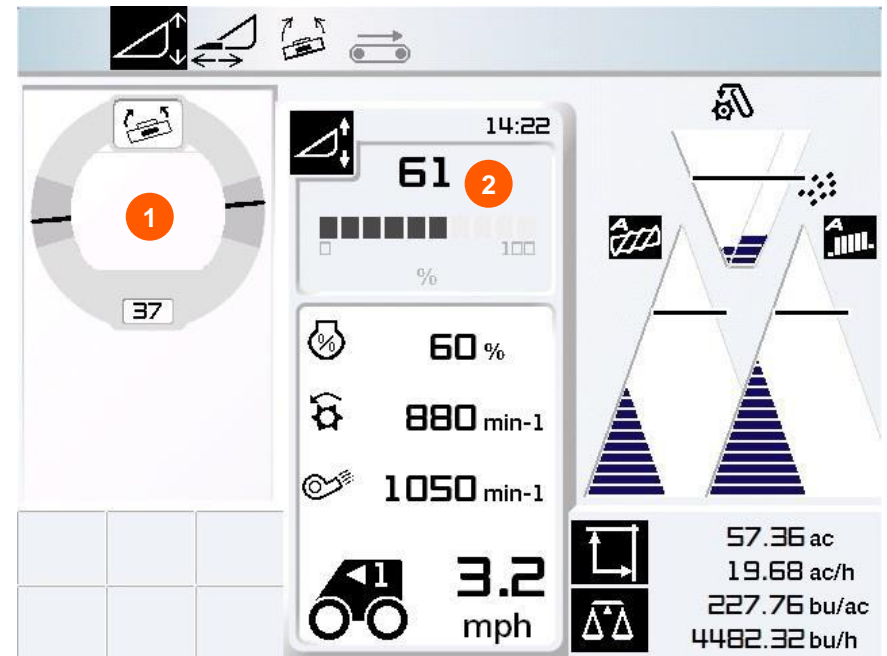 1
37
14:22
61
2
0
100
%
60 %
880 min-1
1050 min-1
1
3.2
mph
A
A
57.36 ac
19.68 ac/h
227.76 bu/ac
4482.32 bu/h